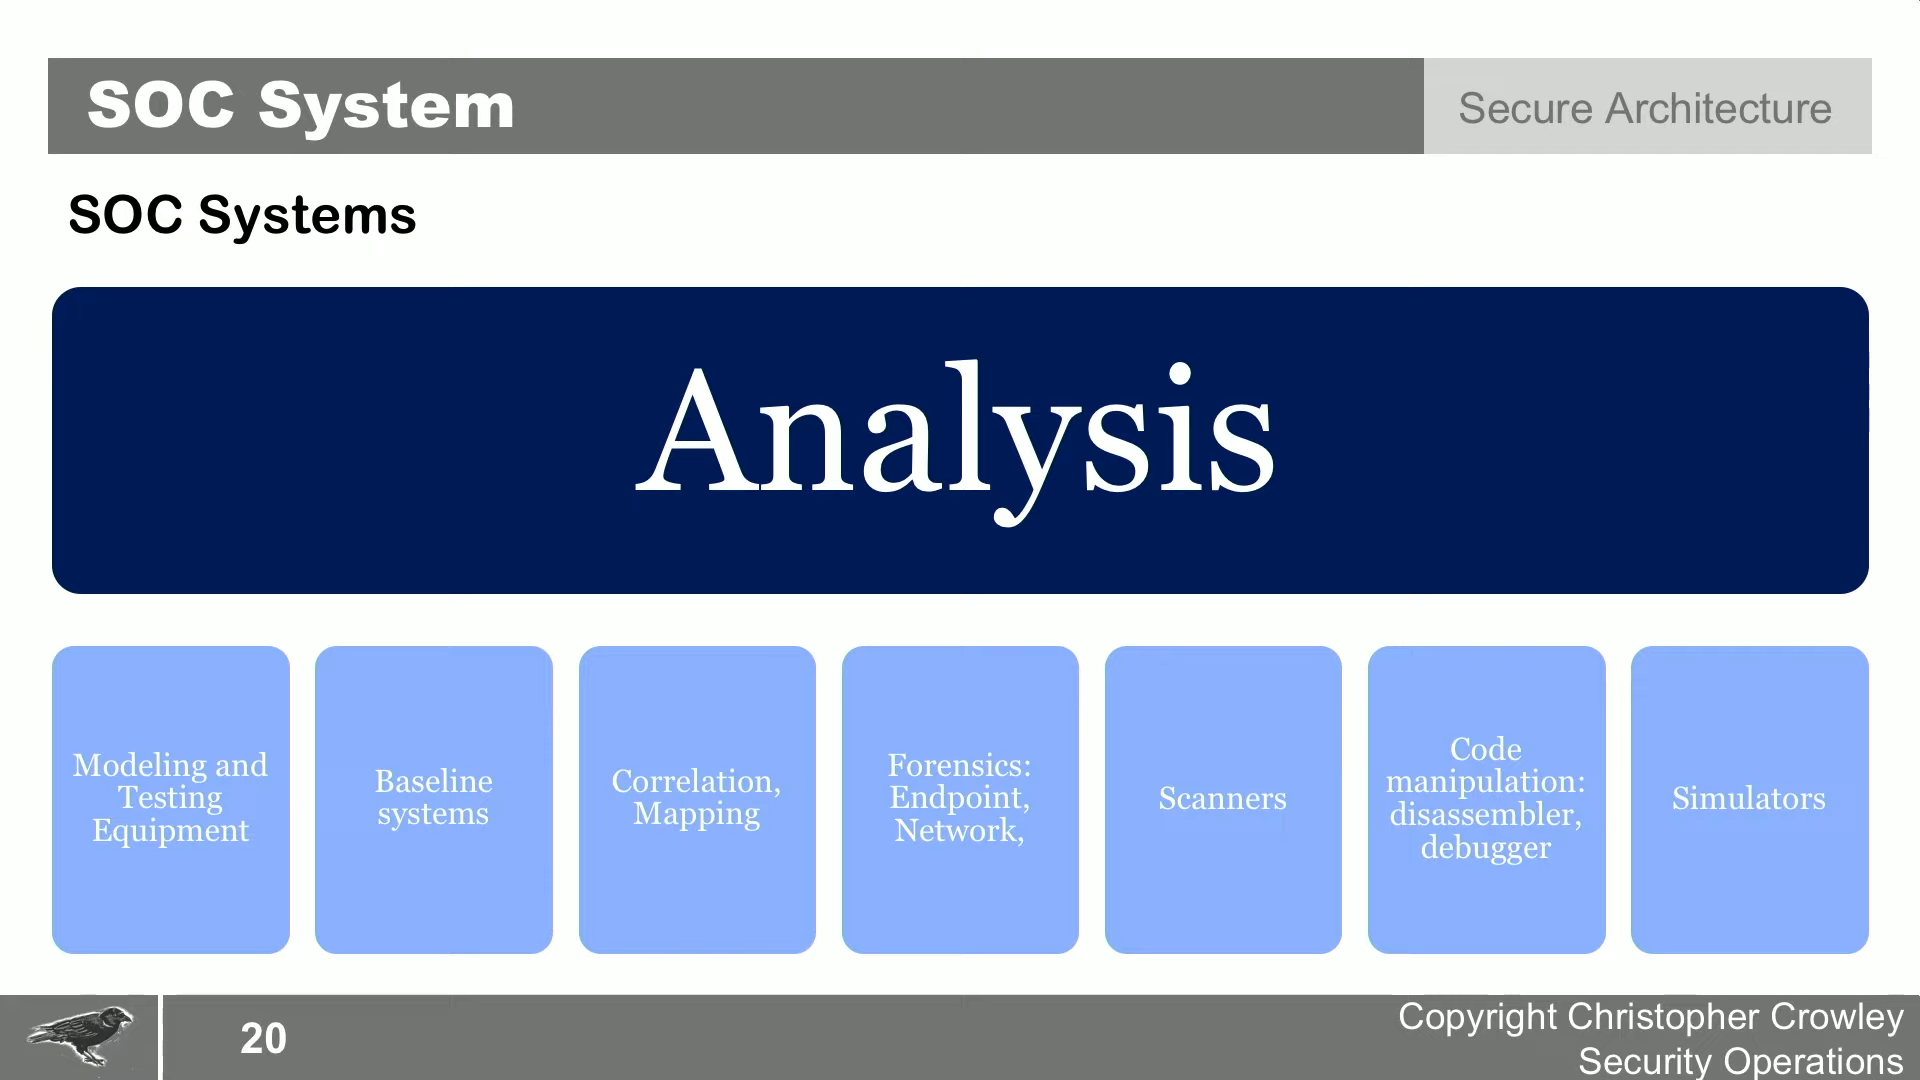 SOC System
Secure Architecture
SOC Systems
Analysis
Modeling and
Testing
Equipment
Baseline
systems
Correlation,
Mapping
Forensics:
Endpoint,
Network,
Scanners
Code
manipulation:
disassembler,
debugger
Simulators
20
Copyright Christopher Crowley
Security Operations